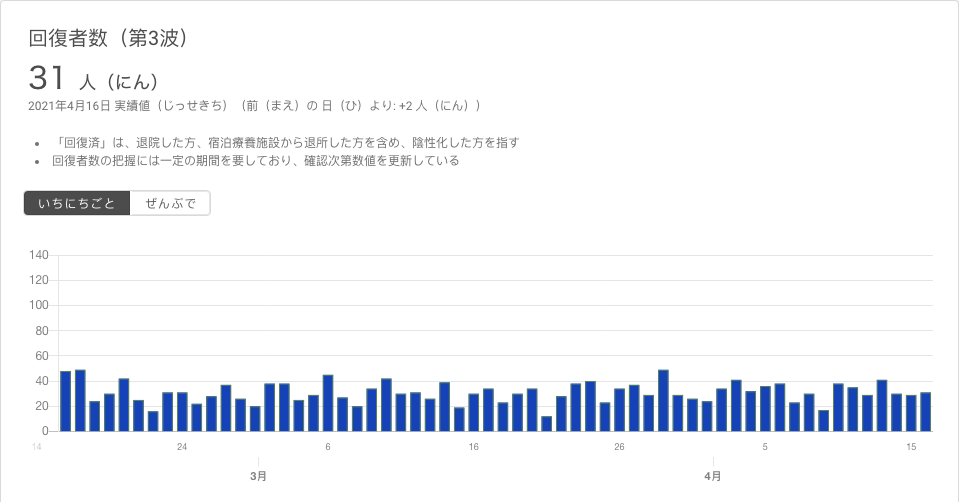 回復者数（第3波）
31 人（にん）
2021年4月16日 実績値（じっせきち）（前（まえ）の 日（ひ）より: +2 人（にん））
• 「回復済」は、退院した方、宿泊療養施設から退所した方を含め、陰性化した方を指す
• 回復者数の把握には一定の期間を要しており、確認次第数値を更新している
いちにちごと ぜんぶで
140
120
100
80
60
40
20
0
14 24 6 16 26 5 15
3月 4月